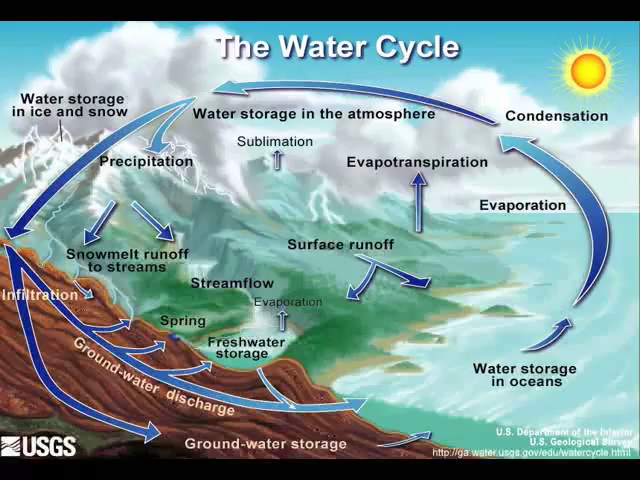 The Water Cycle
Water storage
in ice and snow
Water storage in the atmosphere
Condensation
Sublimation
Precipitation
Evapotranspiration
Evaporation
Surface runoff
Snowmelt runoff
to streams
Streamflow
Infiltration
Evaporation
Spring
Freshwater
storage
Ground-water discharge
Water storage
in oceans
Ground-water storage
USGS
U.S. Department of the Interior
U.S. Geological Survey
http://ga.water.usgs.gov/edu/watercycle.html